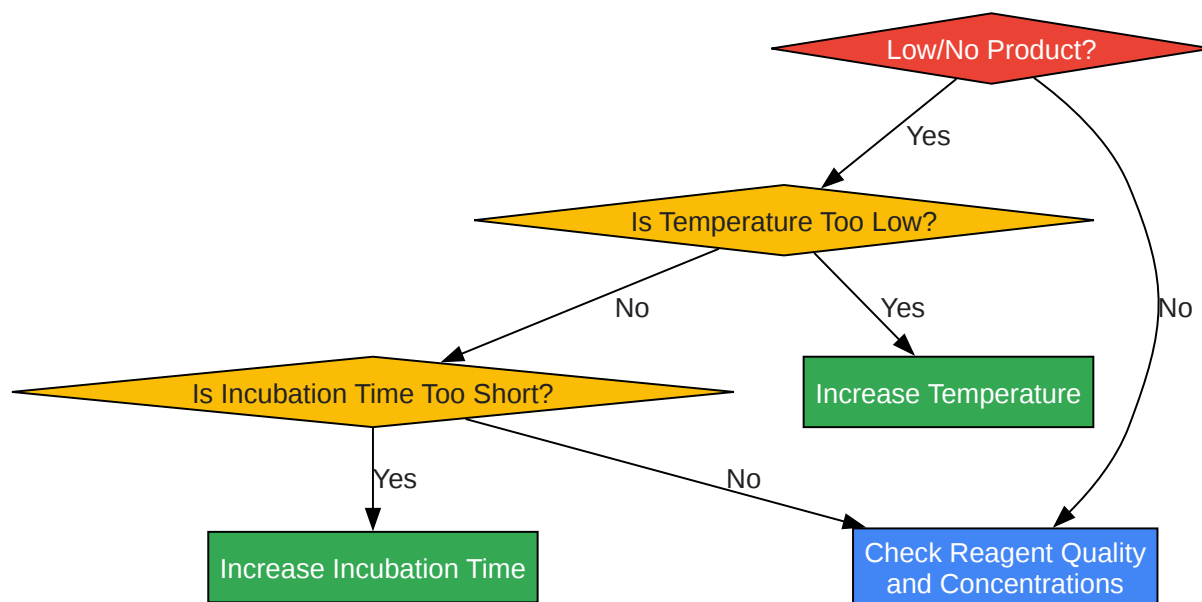 Low/No Product?
Yes
Is Temperature Too Low?
No
Yes
No
Is Incubation Time Too Short?
Increase Temperature
Yes
No
Increase Incubation Time
Check Reagent Quality
and Concentrations